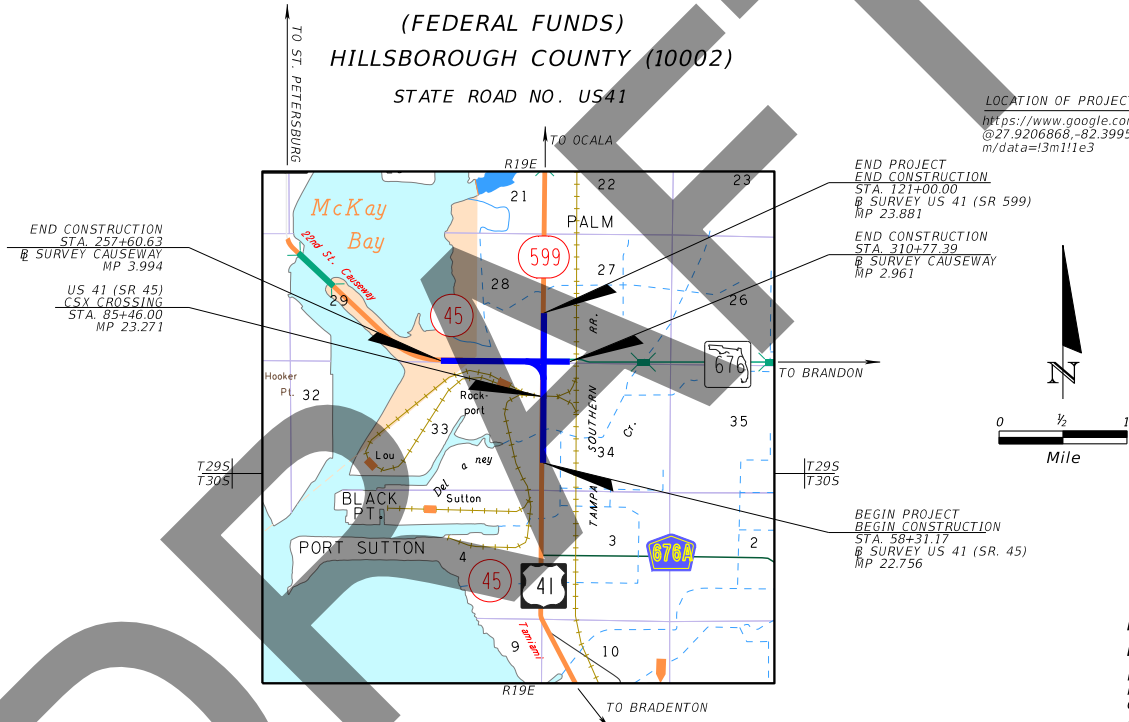 (FEDERAL FUNDS)
HILLSBOROUGH COUNTY (10002)
STATE ROAD NO. US41
TO ST. PETERSBURG
TO OCALA
R19E
LOCATION OF PROJECT
https://www.google.com
@27.9206868,-82.3995
m/data=!3m1!1e3
END PROJECT
END CONSTRUCTION
STA. 121+00.00
B SURVEY US 41 (SR 599)
MP 23.881
END CONSTRUCTION
STA. 310+77.39
B SURVEY CAUSEWAY
MP 2.961
END CONSTRUCTION
STA. 257+60.63
B SURVEY CAUSEWAY
MP 3.994
US 41 (SR 45)
CSX CROSSING
STA. 85+46.00
MP 23.271
McKay
Bay
22nd St. Causeway
21
22
23
PALM
599
27
28
26
29
45
RR.
676
TO BRANDON
Hooker
Pt.
32
Rock-
port
33
SOUTHERN
Cr.
34
35
N
0 ½ 1
Mile
T29S
T30S
T29S
T30S
Lou
Del a ney
Sutton
BLACK
PT.
TAMPA
PORT SUTTON
4
3
2
676A
45
41
Tamiami
9
10
R19E
TO BRADENTON
BEGIN PROJECT
BEGIN CONSTRUCTION
STA. 58+31.17
B SURVEY US 41 (SR. 45)
MP 22.756
DRAFT